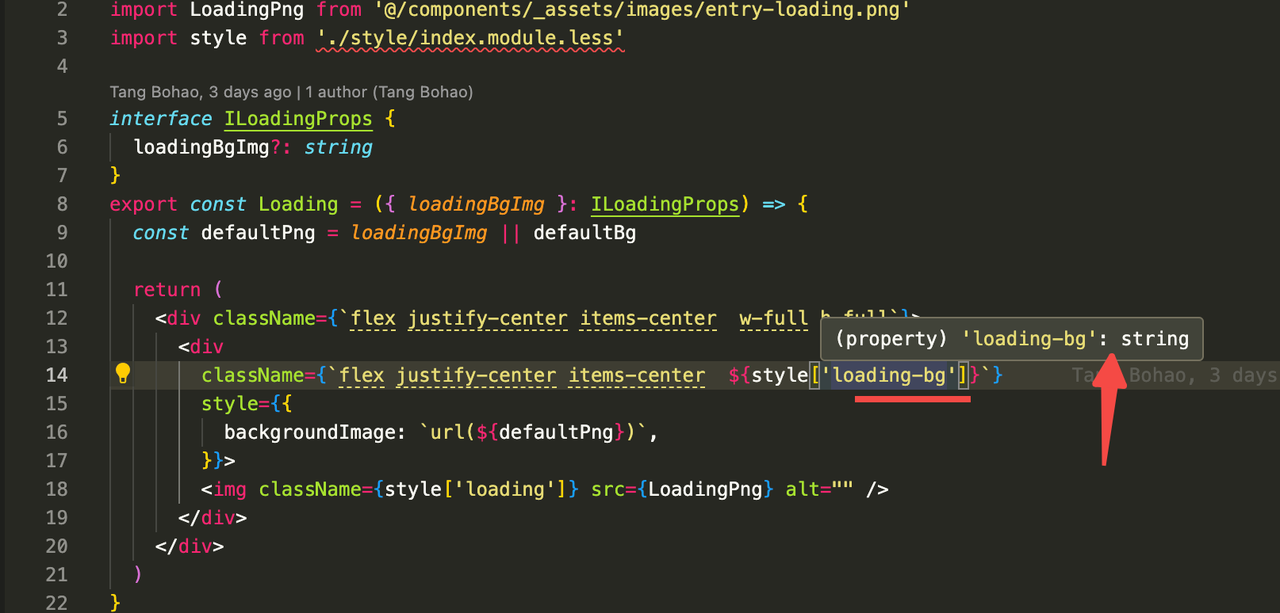 2 import LoadingPng from '@/components/_assets/images/entry-loading.png'
3 import style from './style/index.module.less'
4
Tang Bohao, 3 days ago | 1 author (Tang Bohao)
5 interface ILoadingProps {
6 loadingBgImg?: string
7 }
8 export const Loading = ({ loadingBgImg }: ILoadingProps) => {
9 const defaultPng = loadingBgImg || defaultBg
10
11 return (
12 <div className={`flex justify-center items-center w-full h-full`}>
(property) 'loading-bg': string
13 <div
14 className={`flex justify-center items-center ${style['loading-bg']}`} Tang Bohao, 3 days
15 style={{
16 backgroundImage: `url(${defaultPng})`,
17 }}>
18 <img className={style['loading']} src={LoadingPng} alt="" />
19 </div>
20 </div>
21 )
22 }